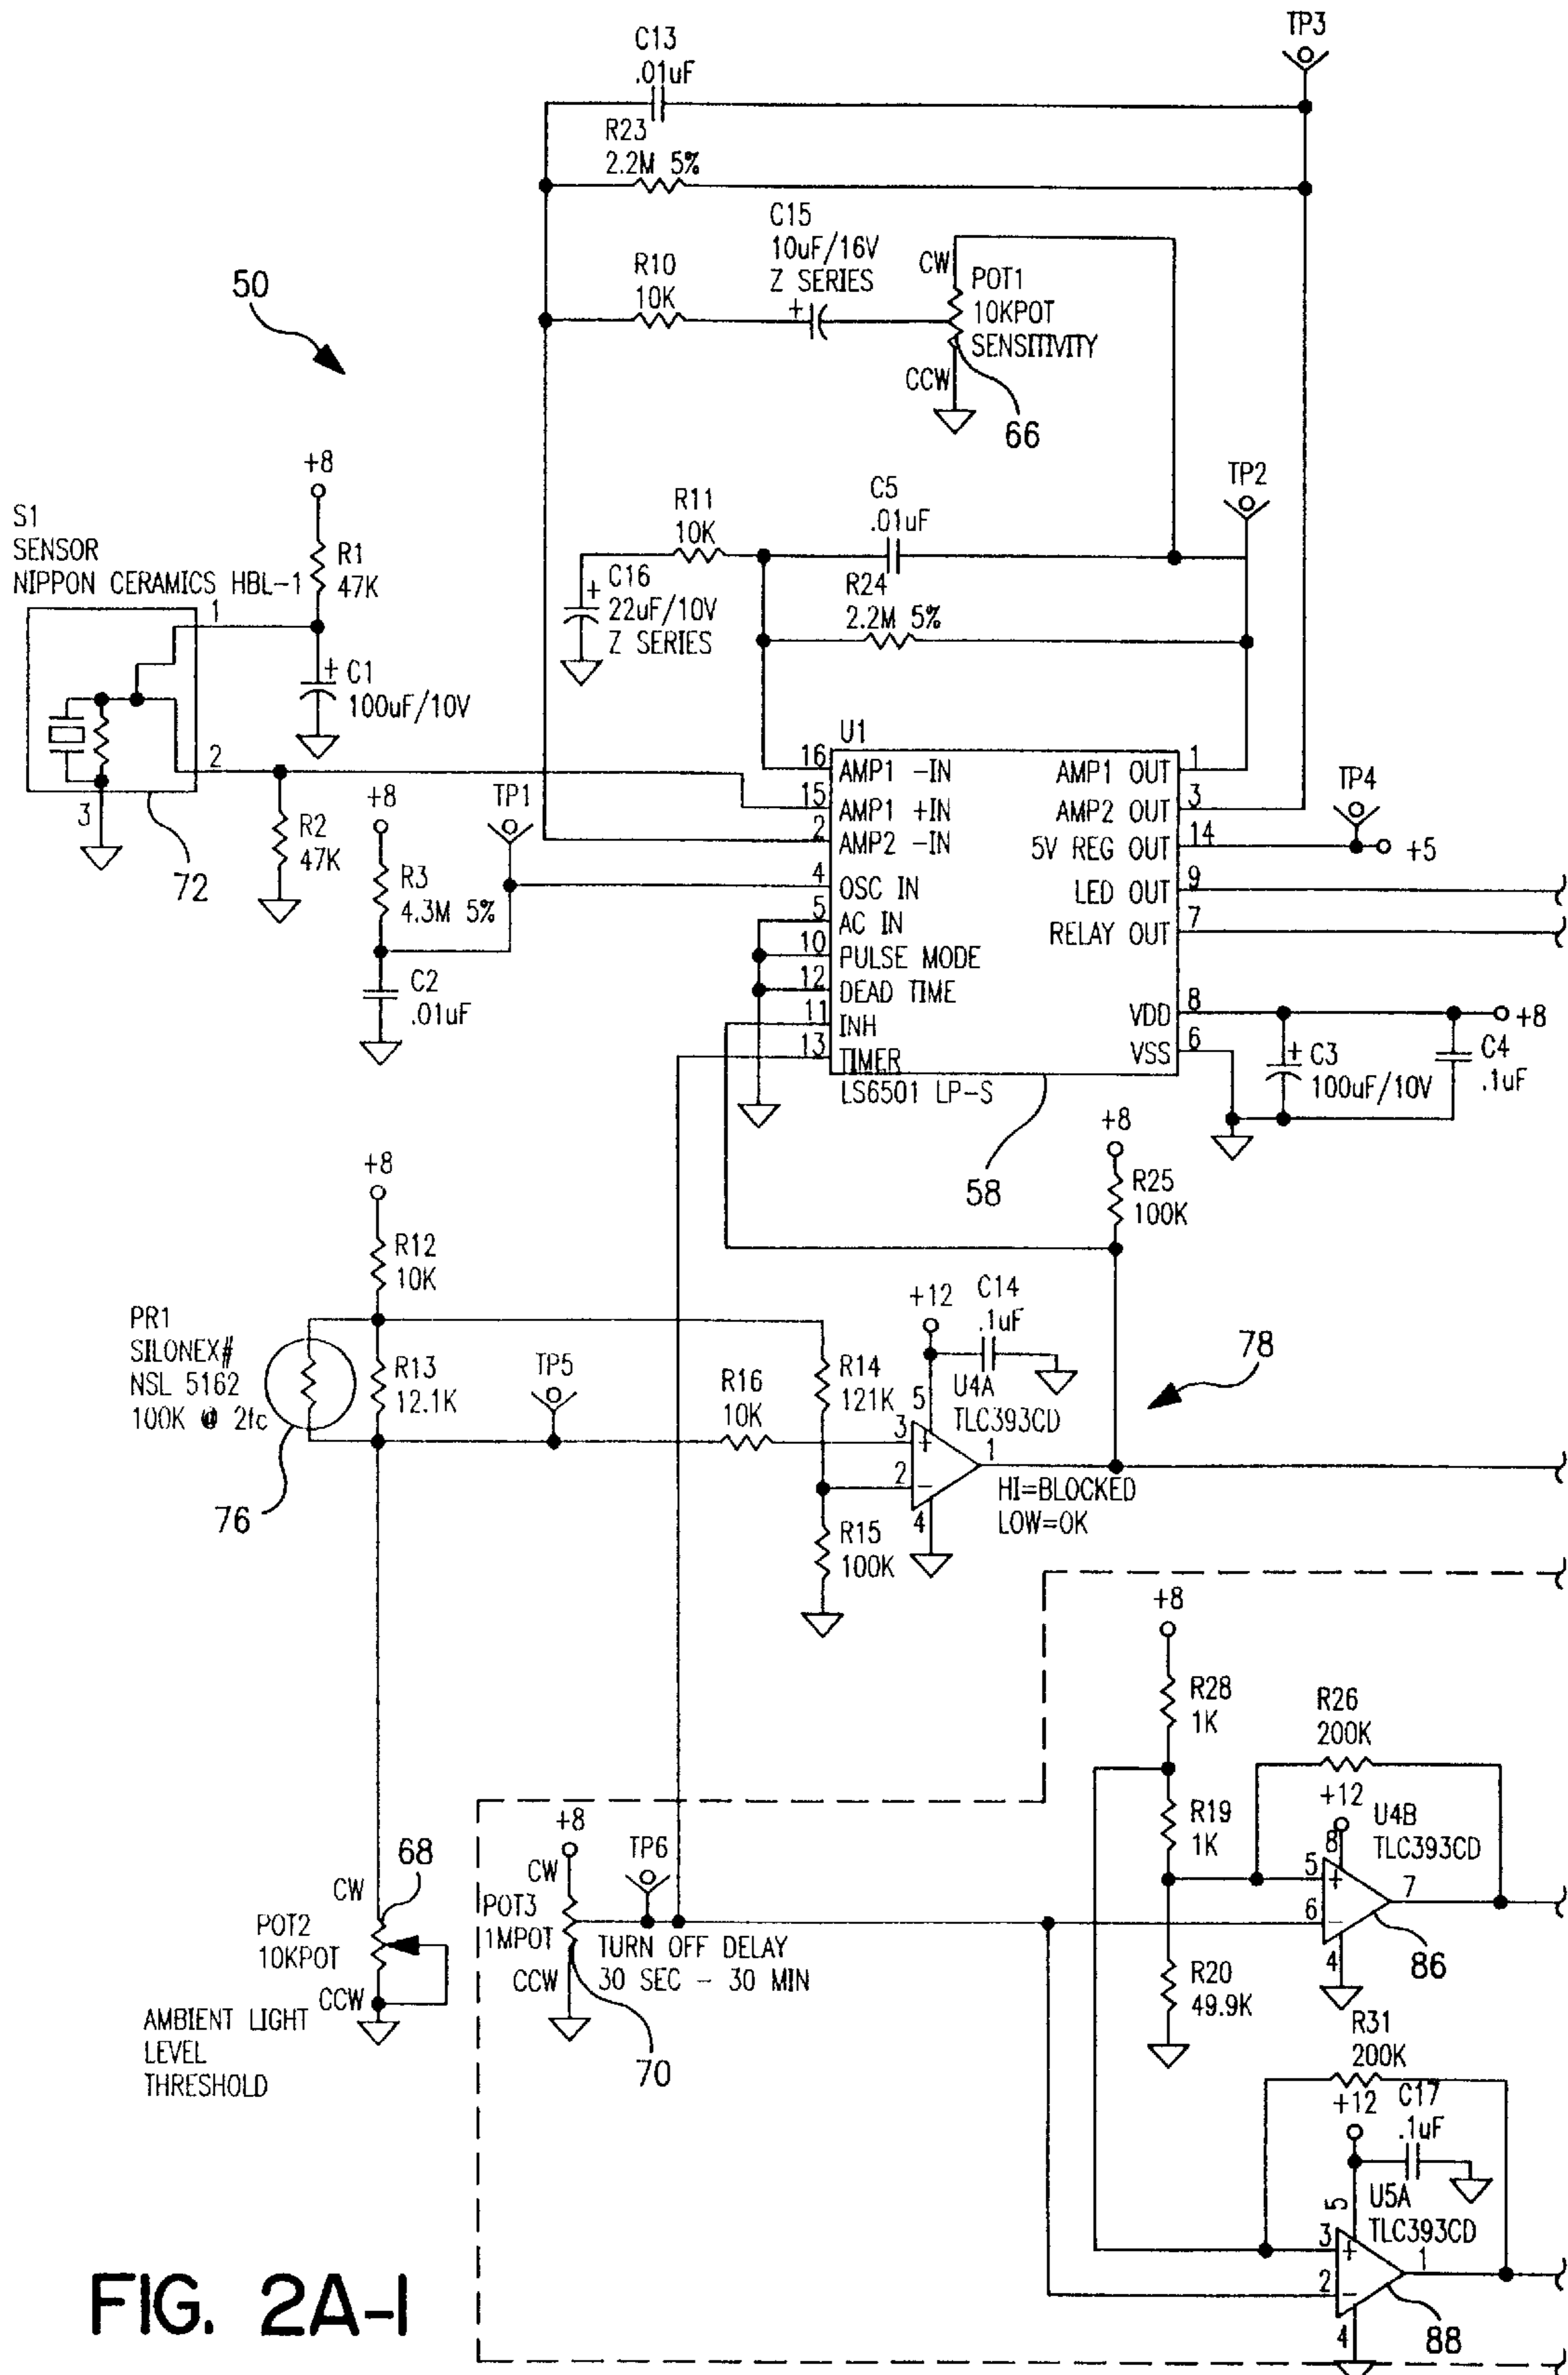 TP3
C13
.01uF
R23
2.2M 5%
C15
10uF/16V
Z SERIES
R10
10K
CW
POT1
10KPOT
SENSITIVITY
CCW
66
50
+8
TP2
S1
SENSOR
NIPPON CERAMICS HBL-1
R1
47K
R11
10K
C5
.01uF
+
C16
22uF/10V
Z SERIES
R24
2.2M 5%
1
+
C1
100uF/10V
2
3
72
R2
47K
+8
TP1
R3
4.3M 5%
C2
.01uF
U1
16 AMP1 -IN
15 AMP1 +IN
2 AMP2 -IN
4 OSC IN
5 AC IN
10 PULSE MODE
12 DEAD TIME
11 INH
13 TIMER
AMP1 OUT 1
AMP2 OUT 3
5V REG OUT 14
LED OUT 9
RELAY OUT 7
VDD 8
VSS 6
LS6501 LP-S
58
TP4
+5
+8
+
C3
100uF/10V
C4
.1uF
+8
R25
100K
+8
R12
10K
PR1
SILONEX#
NSL 5162
100K @ 2fc
76
R13
12.1K
TP5
R16
10K
R14
121K
R15
100K
+12
C14
.1uF
U4A
TLC393CD
5
3
+
2
-
1
4
HI=BLOCKED
LOW=OK
78
+8
R28
1K
R19
1K
R20
49.9K
R26
200K
+12
U4B
TLC393CD
8
5
+
6
-
7
4
86
CW
68
POT2
10KPOT
CCW
AMBIENT LIGHT
LEVEL
THRESHOLD
+8
CW
POT3
1MPOT
CCW
TP6
TURN OFF DELAY
30 SEC - 30 MIN
70
R31
200K
+12
C17
.1uF
5
U5A
TLC393CD
3
+
2
-
1
4
88
FIG. 2A-1